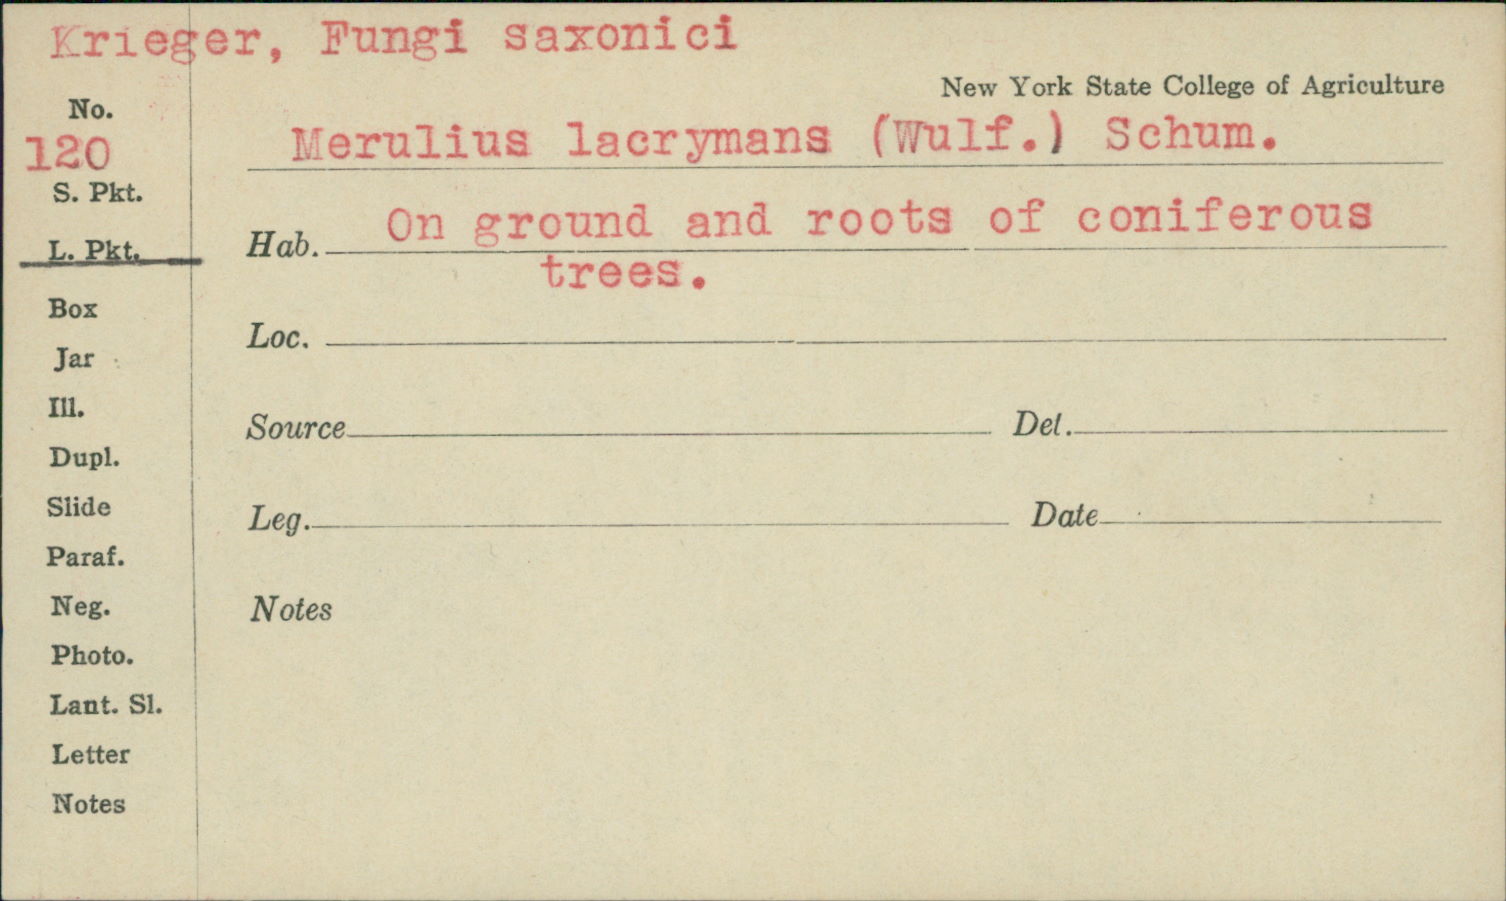 Krieger, Fungi saxonici
New York State College of Agriculture
No.
120
Merulius lacrymans (Wulf.) Schum.
S. Pkt.
L. Pkt.
Hab. On ground and roots of coniferous
trees.
Box
Loc.
Jar
Ill.
Source Det.
Dupl.
Slide
Leg. Date
Paraf.
Neg.
Notes
Photo.
Lant. Sl.
Letter
Notes